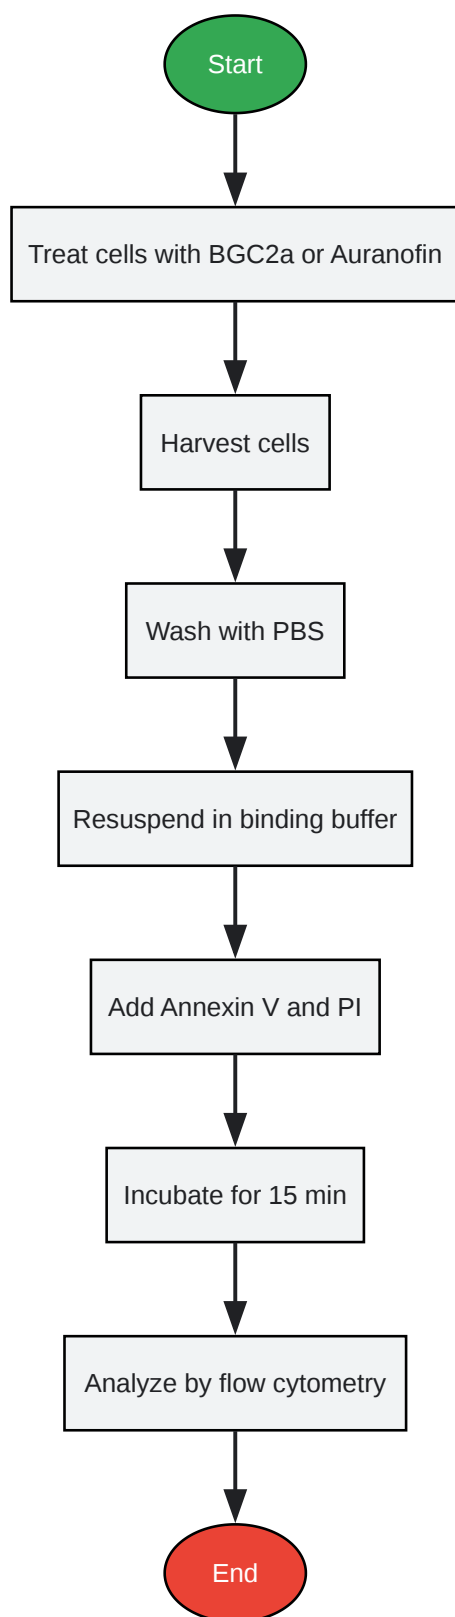 Start
Treat cells with BGC2a or Auranofin
Harvest cells
Wash with PBS
Resuspend in binding buffer
Add Annexin V and PI
Incubate for 15 min
Analyze by flow cytometry
End